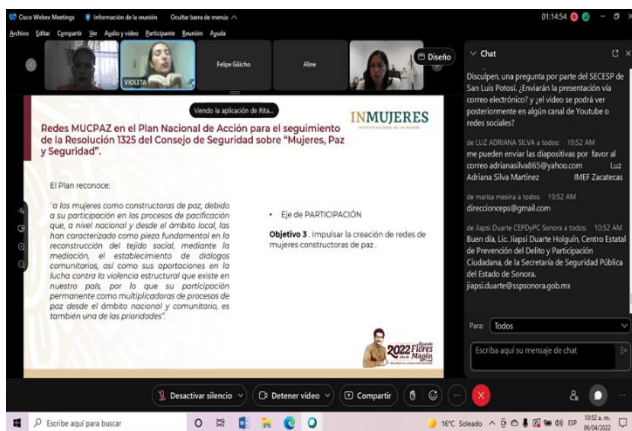 Cisco Webex Meetings
Información de la reunión
Ocultar barra de menús
01:14:54
Archivo Editar Compartir Ver Audio y video Participante Reunión Ayuda
VIOLETA
Felipe Güicho
Aline
Diseño
Viendo la aplicación de Rita...
Redes MUCPAZ en el Plan Nacional de Acción para el seguimiento
de la Resolución 1325 del Consejo de Seguridad sobre "Mujeres, Paz
y Seguridad".
INMUJERES
INSTITUTO NACIONAL DE LAS MUJERES
El Plan reconoce:
"a las mujeres como constructoras de paz, debido
a su participación en los procesos de pacificación
que, a nivel nacional y desde el ámbito local, las
han caracterizado como pieza fundamental en la
reconstrucción del tejido social, mediante la
mediación, el establecimiento de diálogos
comunitarios, así como sus aportaciones en la
lucha contra la violencia estructural que existe en
nuestro país, por lo que su participación
permanente como multiplicadoras de procesos de
paz desde el ámbito nacional y comunitario, es
también una de las prioridades".
• Eje de PARTICIPACIÓN
Objetivo 3. Impulsar la creación de redes de
mujeres constructoras de paz.
2022 Flores
Magón
Chat
Disculpen, una pregunta por parte del SECESP de
San Luis Potosí. ¿Enviarán la presentación vía
correo electrónico? y ¿el video se podrá ver
posteriormente en algún canal de Youtube o
redes sociales?
de LUZ ADRIANA SILVA a todos: 10:52 AM
me pueden enviar las diapositivas por favor al
correo adrianasilva865@yahoo.com Luz
Adriana Silva Martínez IMEF Zacatecas
de marisa mesina a todos: 10:52 AM
direccionceps@gmail.com
de Jiapsi Duarte CEPDyPC Sonora a todos: 10:52 AM
Buen día, Lic. Jiapsi Duarte Holguín, Centro Estatal
de Prevención del Delito y Participación
Ciudadana, de la Secretaría de Seguridad Pública
del Estado de Sonora.
jiapsi.duarte@sspsonora.gob.mx
Para: Todos
Escriba aquí su mensaje de chat
Desactivar silencio
Detener video
Compartir
Escribe aquí para buscar
16°C Soleado
ESP
10:52 a. m.
06/04/2022